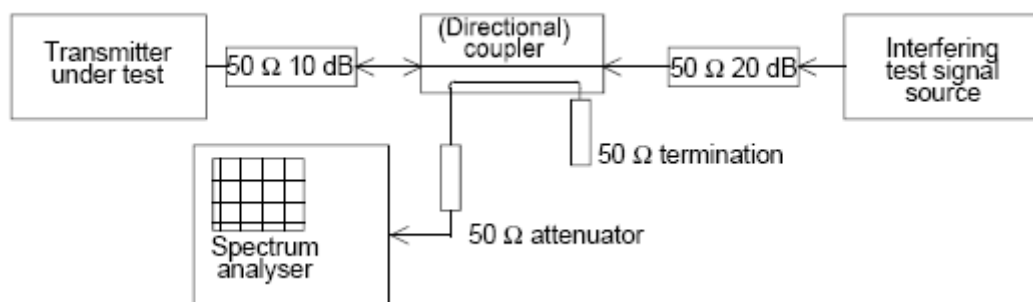 Transmitter
under test
50 Ω 10 dB
(Directional)
coupler
50 Ω 20 dB
Interfering
test signal
source
50 Ω termination
50 Ω attenuator
Spectrum
analyser